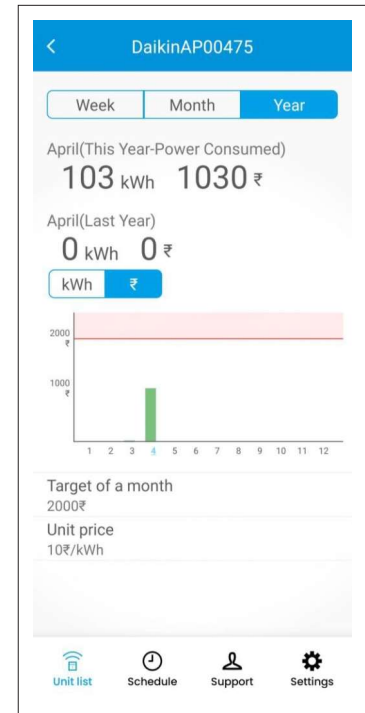 DaikinAP00475
Week Month Year
April(This Year-Power Consumed)
103 kWh 1030 ₹
April(Last Year)
0 kWh 0 ₹
kWh ₹
2000
₹
1000
₹
1 2 3 4 5 6 7 8 9 10 11 12
Target of a month
2000₹
Unit price
10₹/kWh
Unit list Schedule Support Settings